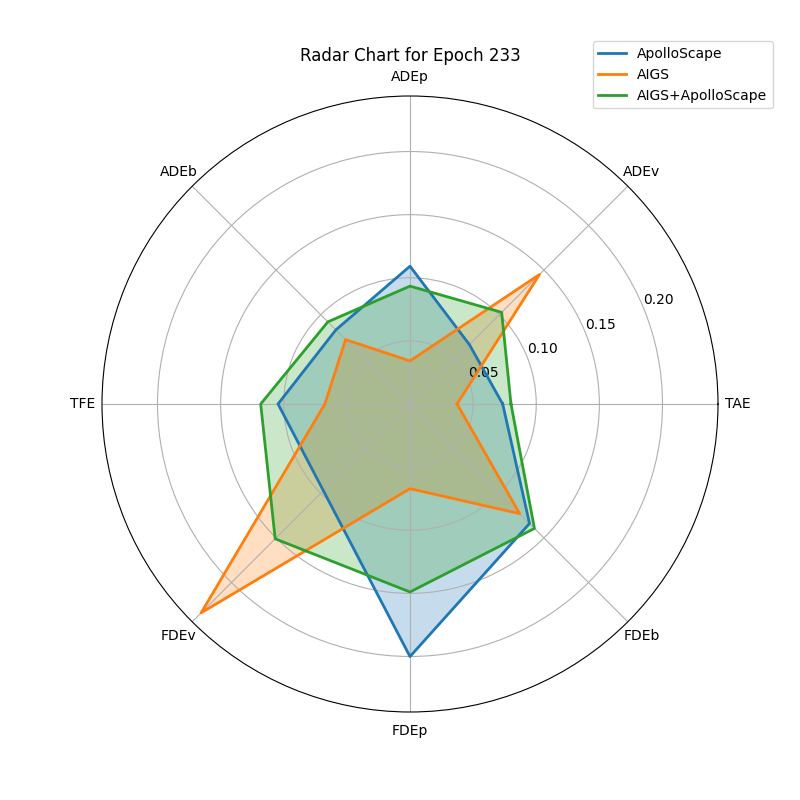 Radar Chart for Epoch 233
ApolloScape
AIGS
AIGS+ApolloScape
ADEp
ADEb
ADEv
0.20
0.15
0.10
0.05
TFE
TAE
FDEv
FDEb
FDEp